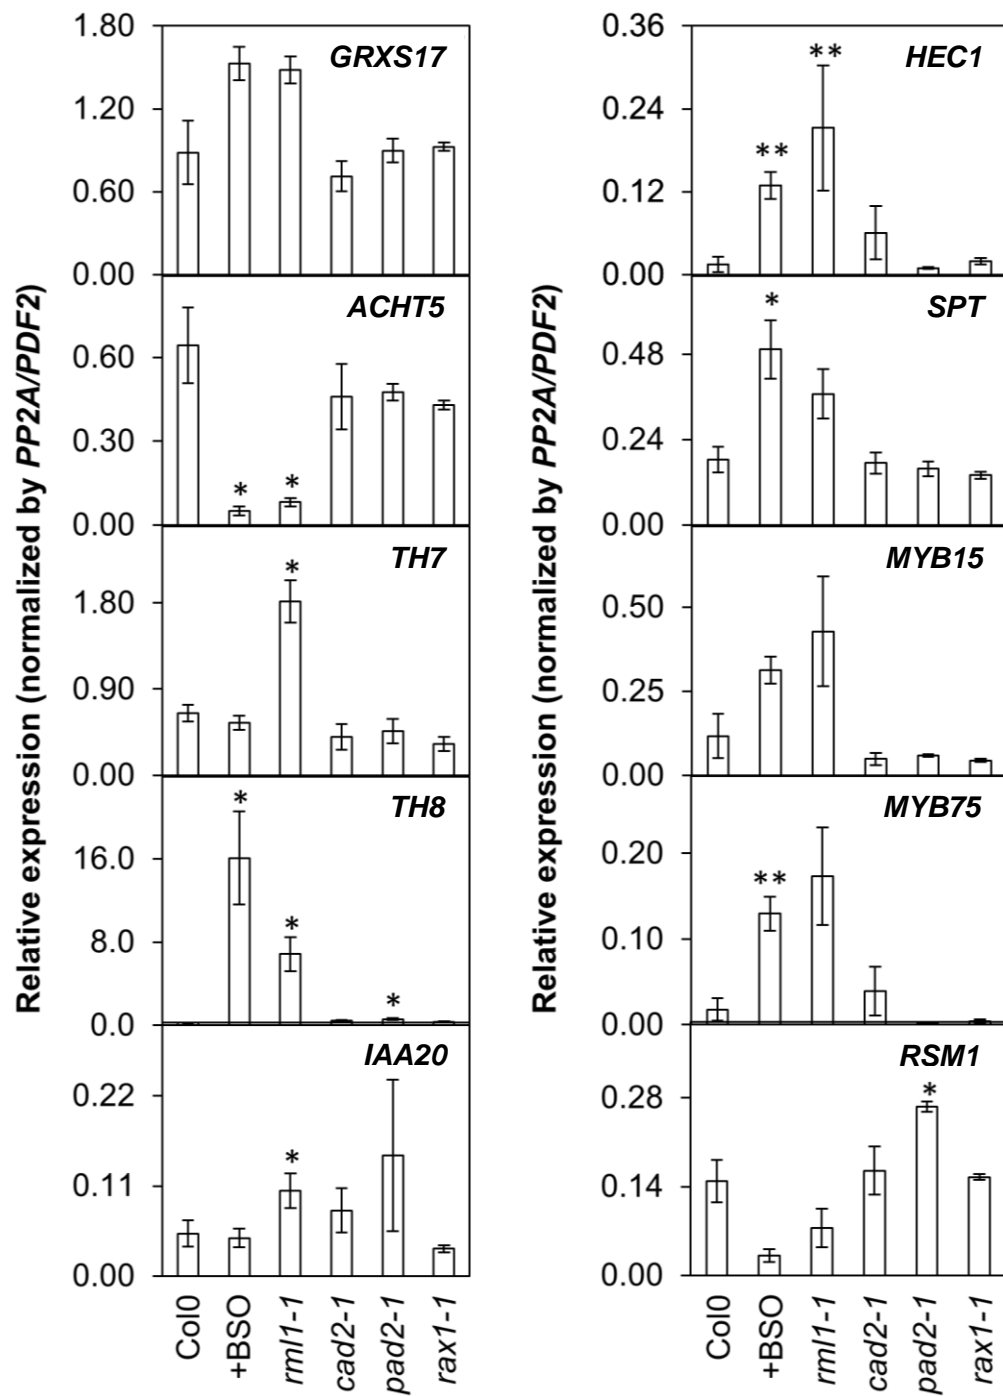 Relative expression (normalized by PP2A/PDF2)
GRXS17
1.80
1.20
0.60
0.00
ACHT5
0.60
0.30
0.00
*
*
TH7
1.80
0.90
0.00
*
TH8
16.0
8.0
0.0
*
*
*
IAA20
0.22
0.11
0.00
*
Col0
+BSO
rml1-1
cad2-1
pad2-1
rax1-1
Relative expression (normalized by PP2A/PDF2)
HEC1
0.36
0.24
0.12
0.00
**
**
SPT
0.48
0.24
0.00
*
MYB15
0.50
0.25
0.00
MYB75
0.20
0.10
0.00
**
RSM1
0.28
0.14
0.00
*
Col0
+BSO
rml1-1
cad2-1
pad2-1
rax1-1